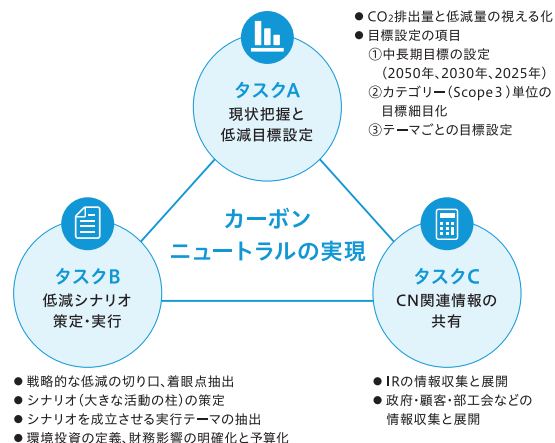 タスクA
現状把握と
低減目標設定
● CO₂排出量と低減量の視える化
● 目標設定の項目
①中長期目標の設定
(2050年、2030年、2025年)
②カテゴリー(Scope3)単位の
目標細目化
③テーマごとの目標設定
カーボン
ニュートラルの実現
タスクB
低減シナリオ
策定・実行
● 戦略的な低減の切り口、着眼点抽出
● シナリオ(大きな活動の柱)の策定
● シナリオを成立させる実行テーマの抽出
● 環境投資の定義、財務影響の明確化と予算化
タスクC
CN関連情報の
共有
● IRの情報収集と展開
● 政府・顧客・部工会などの
情報収集と展開